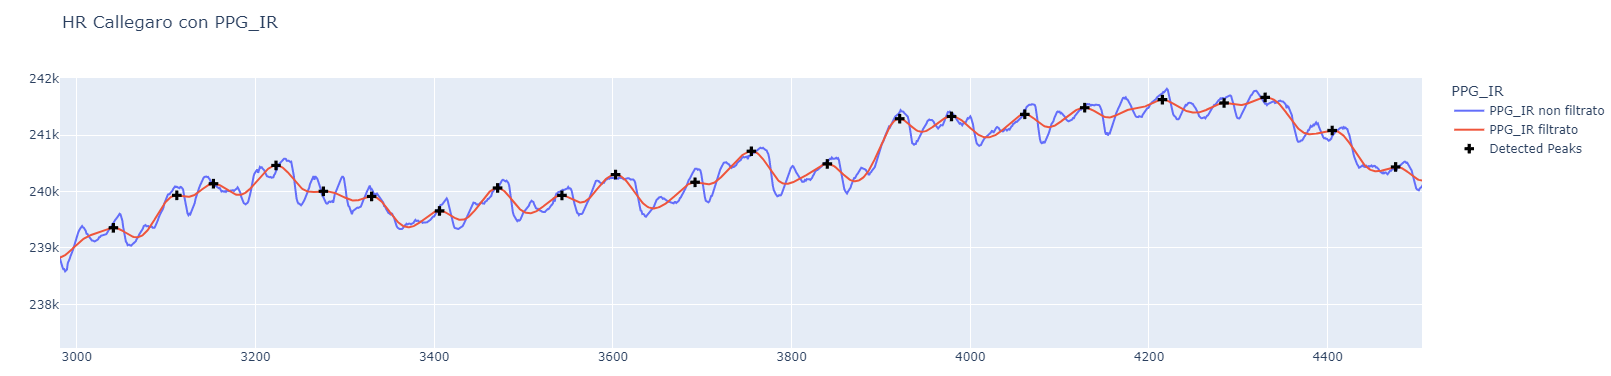 HR Callegaro con PPG_IR
242k
241k
240k
239k
238k
3000
3200
3400
3600
3800
4000
4200
4400
PPG_IR
PPG_IR non filtrato
PPG_IR filtrato
Detected Peaks